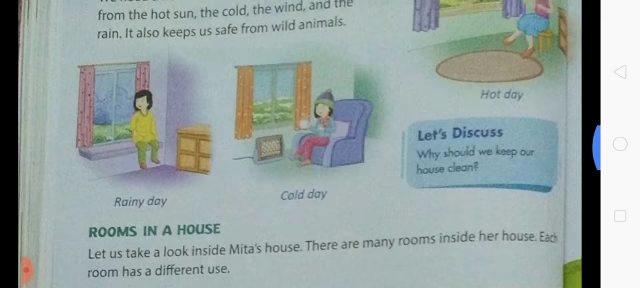 from the hot sun, the cold, the wind, and the
rain. It also keeps us safe from wild animals.
Hot day
Let's Discuss
Why should we keep our
house clean?
Rainy day
Cold day
ROOMS IN A HOUSE
Let us take a look inside Mita's house. There are many rooms inside her house. Each
room has a different use.